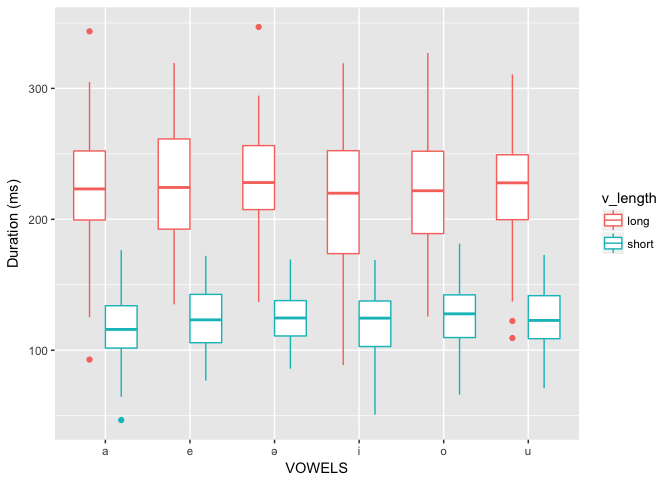 300
200
100
Duration (ms)
a e ə i o u
VOWELS
v_length
long
short